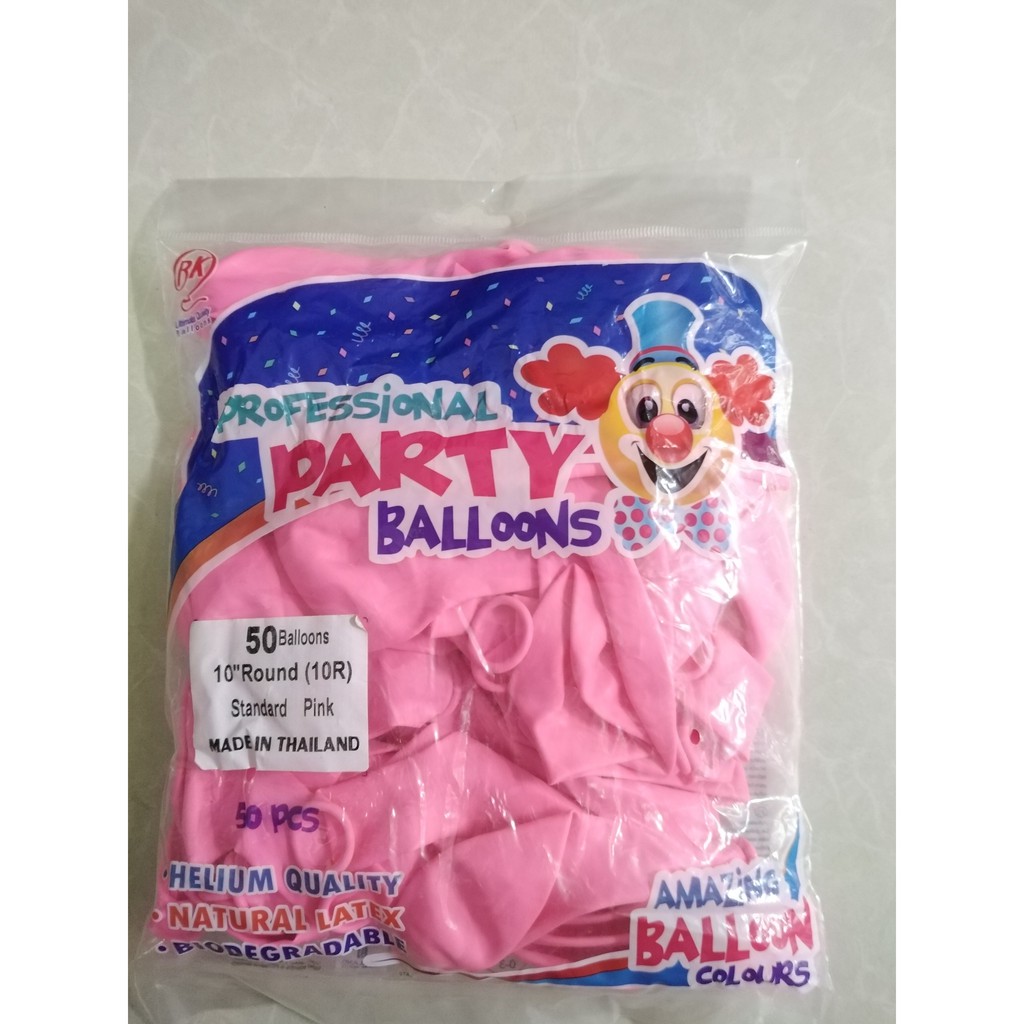 RK
PROFESSIONAL
PARTY
BALLOONS
50 Balloons
10"Round (10R)
Standard Pink
MADE IN THAILAND
50 PCS
• HELIUM QUALITY
• NATURAL LATEX
• BIODEGRADABLE
AMAZING
BALLOON
COLOURS